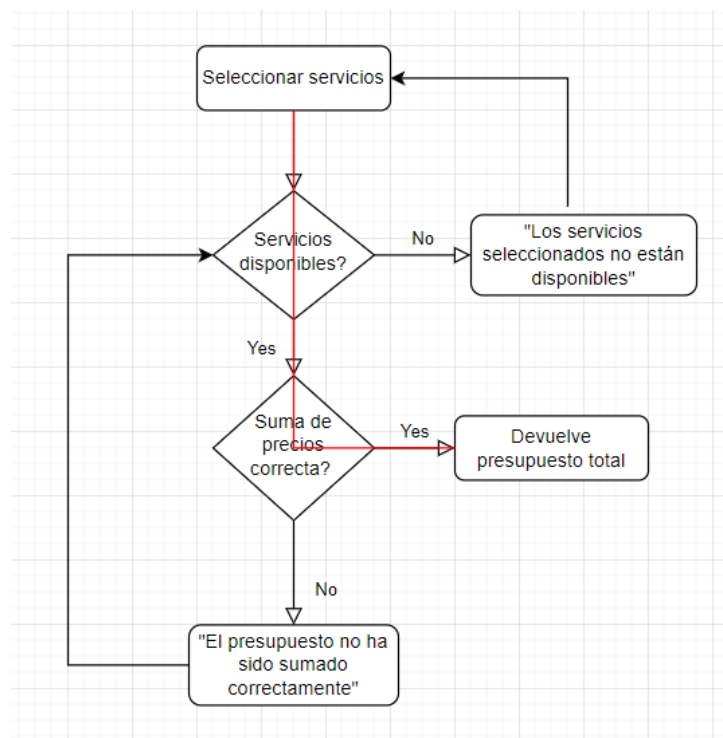 Seleccionar servicios
"Los servicios
seleccionados no están
disponibles"
No
Servicios
disponibles?
Yes
Suma de
precios
correcta?
Yes
Devuelve
presupuesto total
No
"El presupuesto no ha
sido sumado
correctamente"